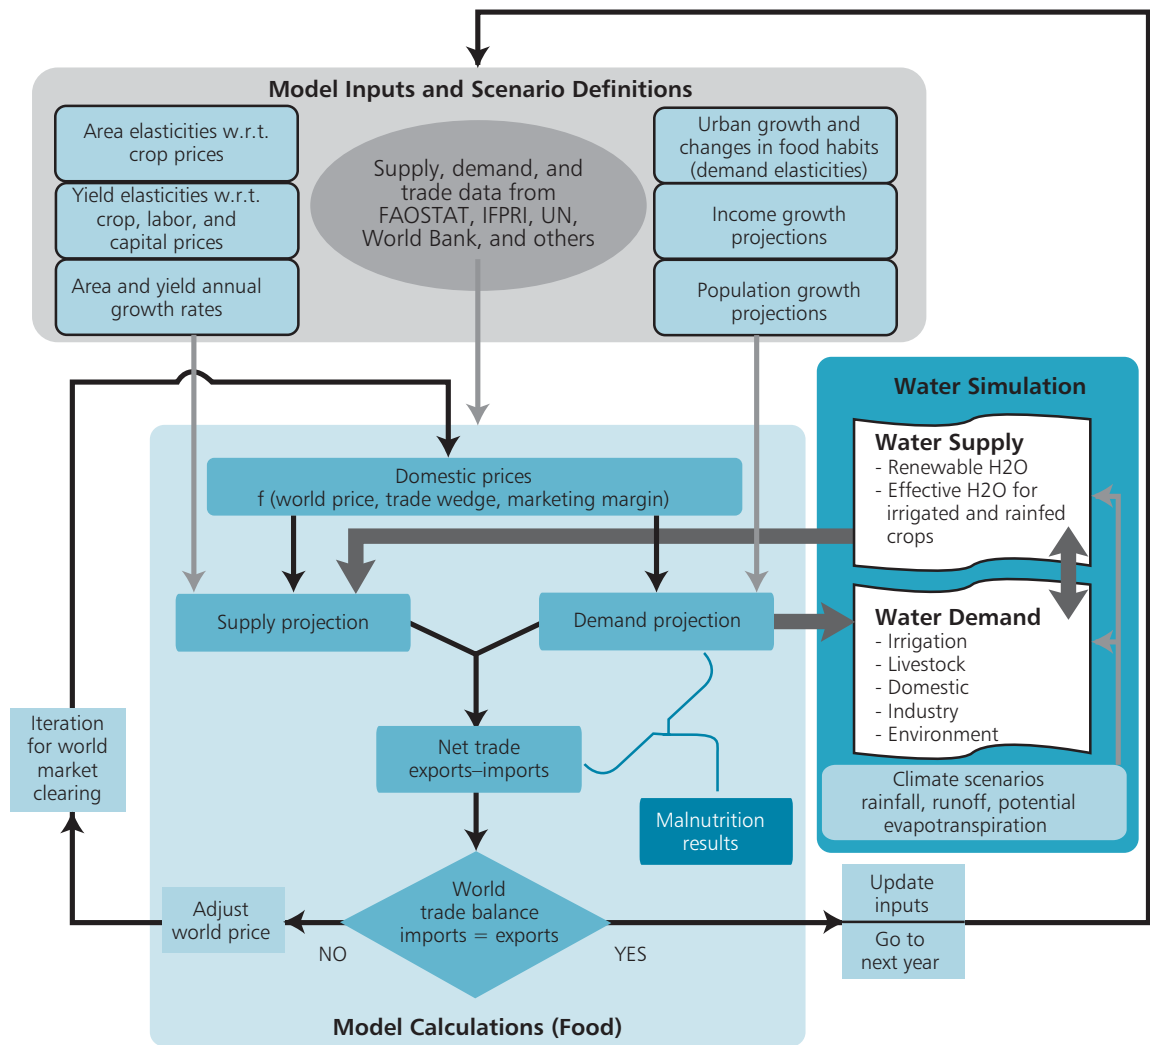 Model Inputs and Scenario Definitions
Area elasticities w.r.t.
crop prices
Yield elasticities w.r.t.
crop, labor, and
capital prices
Area and yield annual
growth rates
Supply, demand, and
trade data from
FAOSTAT, IFPRI, UN,
World Bank, and others
Urban growth and
changes in food habits
(demand elasticities)
Income growth
projections
Population growth
projections
Water Simulation
Water Supply
- Renewable H2O
- Effective H2O for
irrigated and rainfed
crops
Water Demand
- Irrigation
- Livestock
- Domestic
- Industry
- Environment
Climate scenarios
rainfall, runoff, potential
evapotranspiration
Domestic prices
f (world price, trade wedge, marketing margin)
Supply projection
Demand projection
Net trade
exports–imports
Malnutrition
results
World
trade balance
imports = exports
NO
YES
Iteration
for world
market
clearing
Adjust
world price
Update
inputs
Go to
next year
Model Calculations (Food)